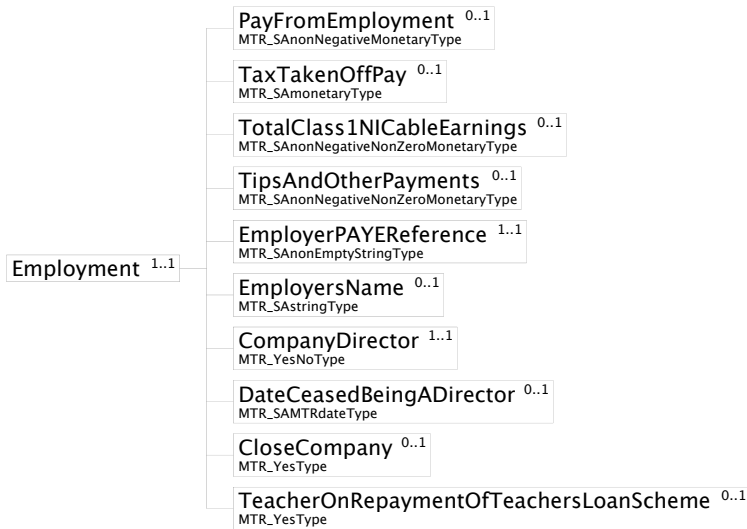 PayFromEmployment 0..1
MTR_SAnonNegativeMonetaryType
TaxTakenOffPay 0..1
MTR_SAmonetaryType
TotalClass1NICableEarnings 0..1
MTR_SAnonNegativeNonZeroMonetaryType
TipsAndOtherPayments 0..1
MTR_SAnonNegativeNonZeroMonetaryType
EmployerPAYEReference 1..1
MTR_SAnonEmptyStringType
Employment 1..1
EmployersName 0..1
MTR_SAstringType
CompanyDirector 1..1
MTR_YesNoType
DateCeasedBeingADirector 0..1
MTR_SAMTRdateType
CloseCompany 0..1
MTR_YesType
TeacherOnRepaymentOfTeachersLoanScheme 0..1
MTR_YesType